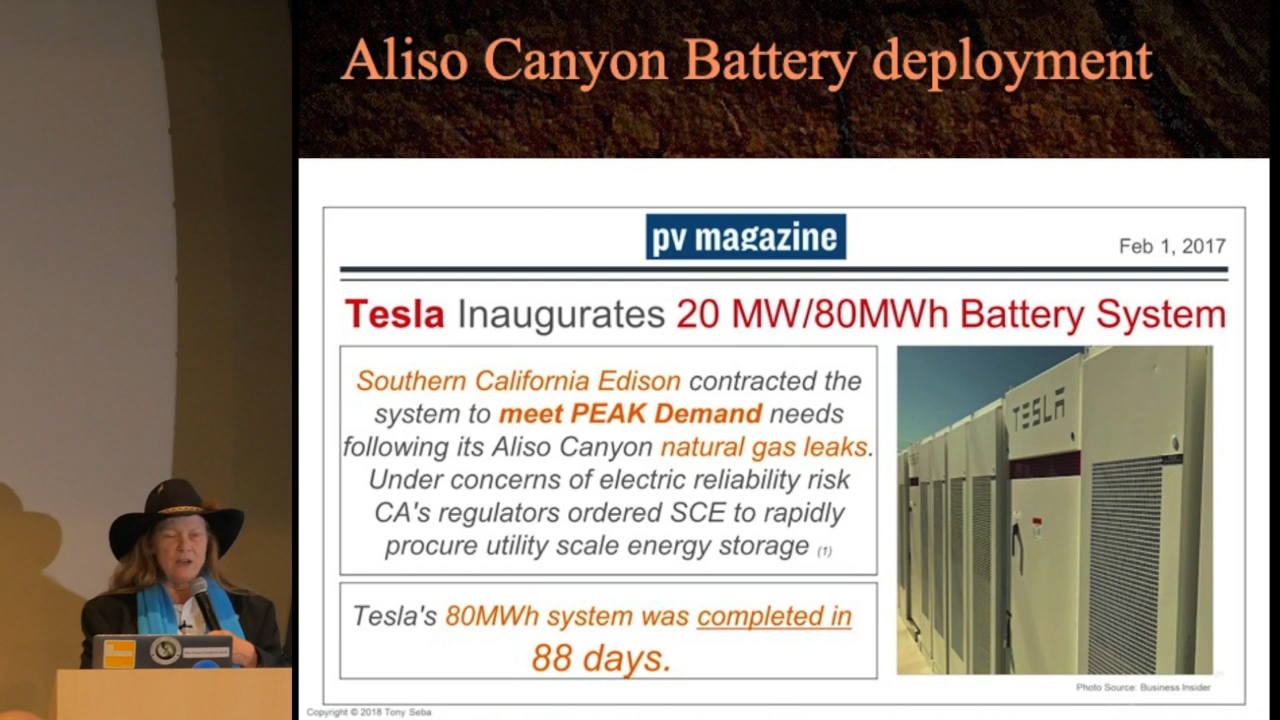 Aliso Canyon Battery deployment
pv magazine
Feb 1, 2017
Tesla Inaugurates 20 MW/80MWh Battery System
Southern California Edison contracted the
system to meet PEAK Demand needs
following its Aliso Canyon natural gas leaks.
Under concerns of electric reliability risk
CA's regulators ordered SCE to rapidly
procure utility scale energy storage (1)
TESLA
Tesla's 80MWh system was completed in
88 days.
Photo Source: Business Insider
Copyright © 2018 Tony Seba